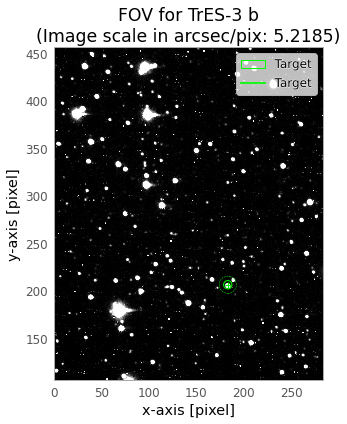 FOV for TrES-3 b
(Image scale in arcsec/pix: 5.2185)
Target
Target
450
400
350
300
250
200
150
y-axis [pixel]
0 50 100 150 200 250
x-axis [pixel]